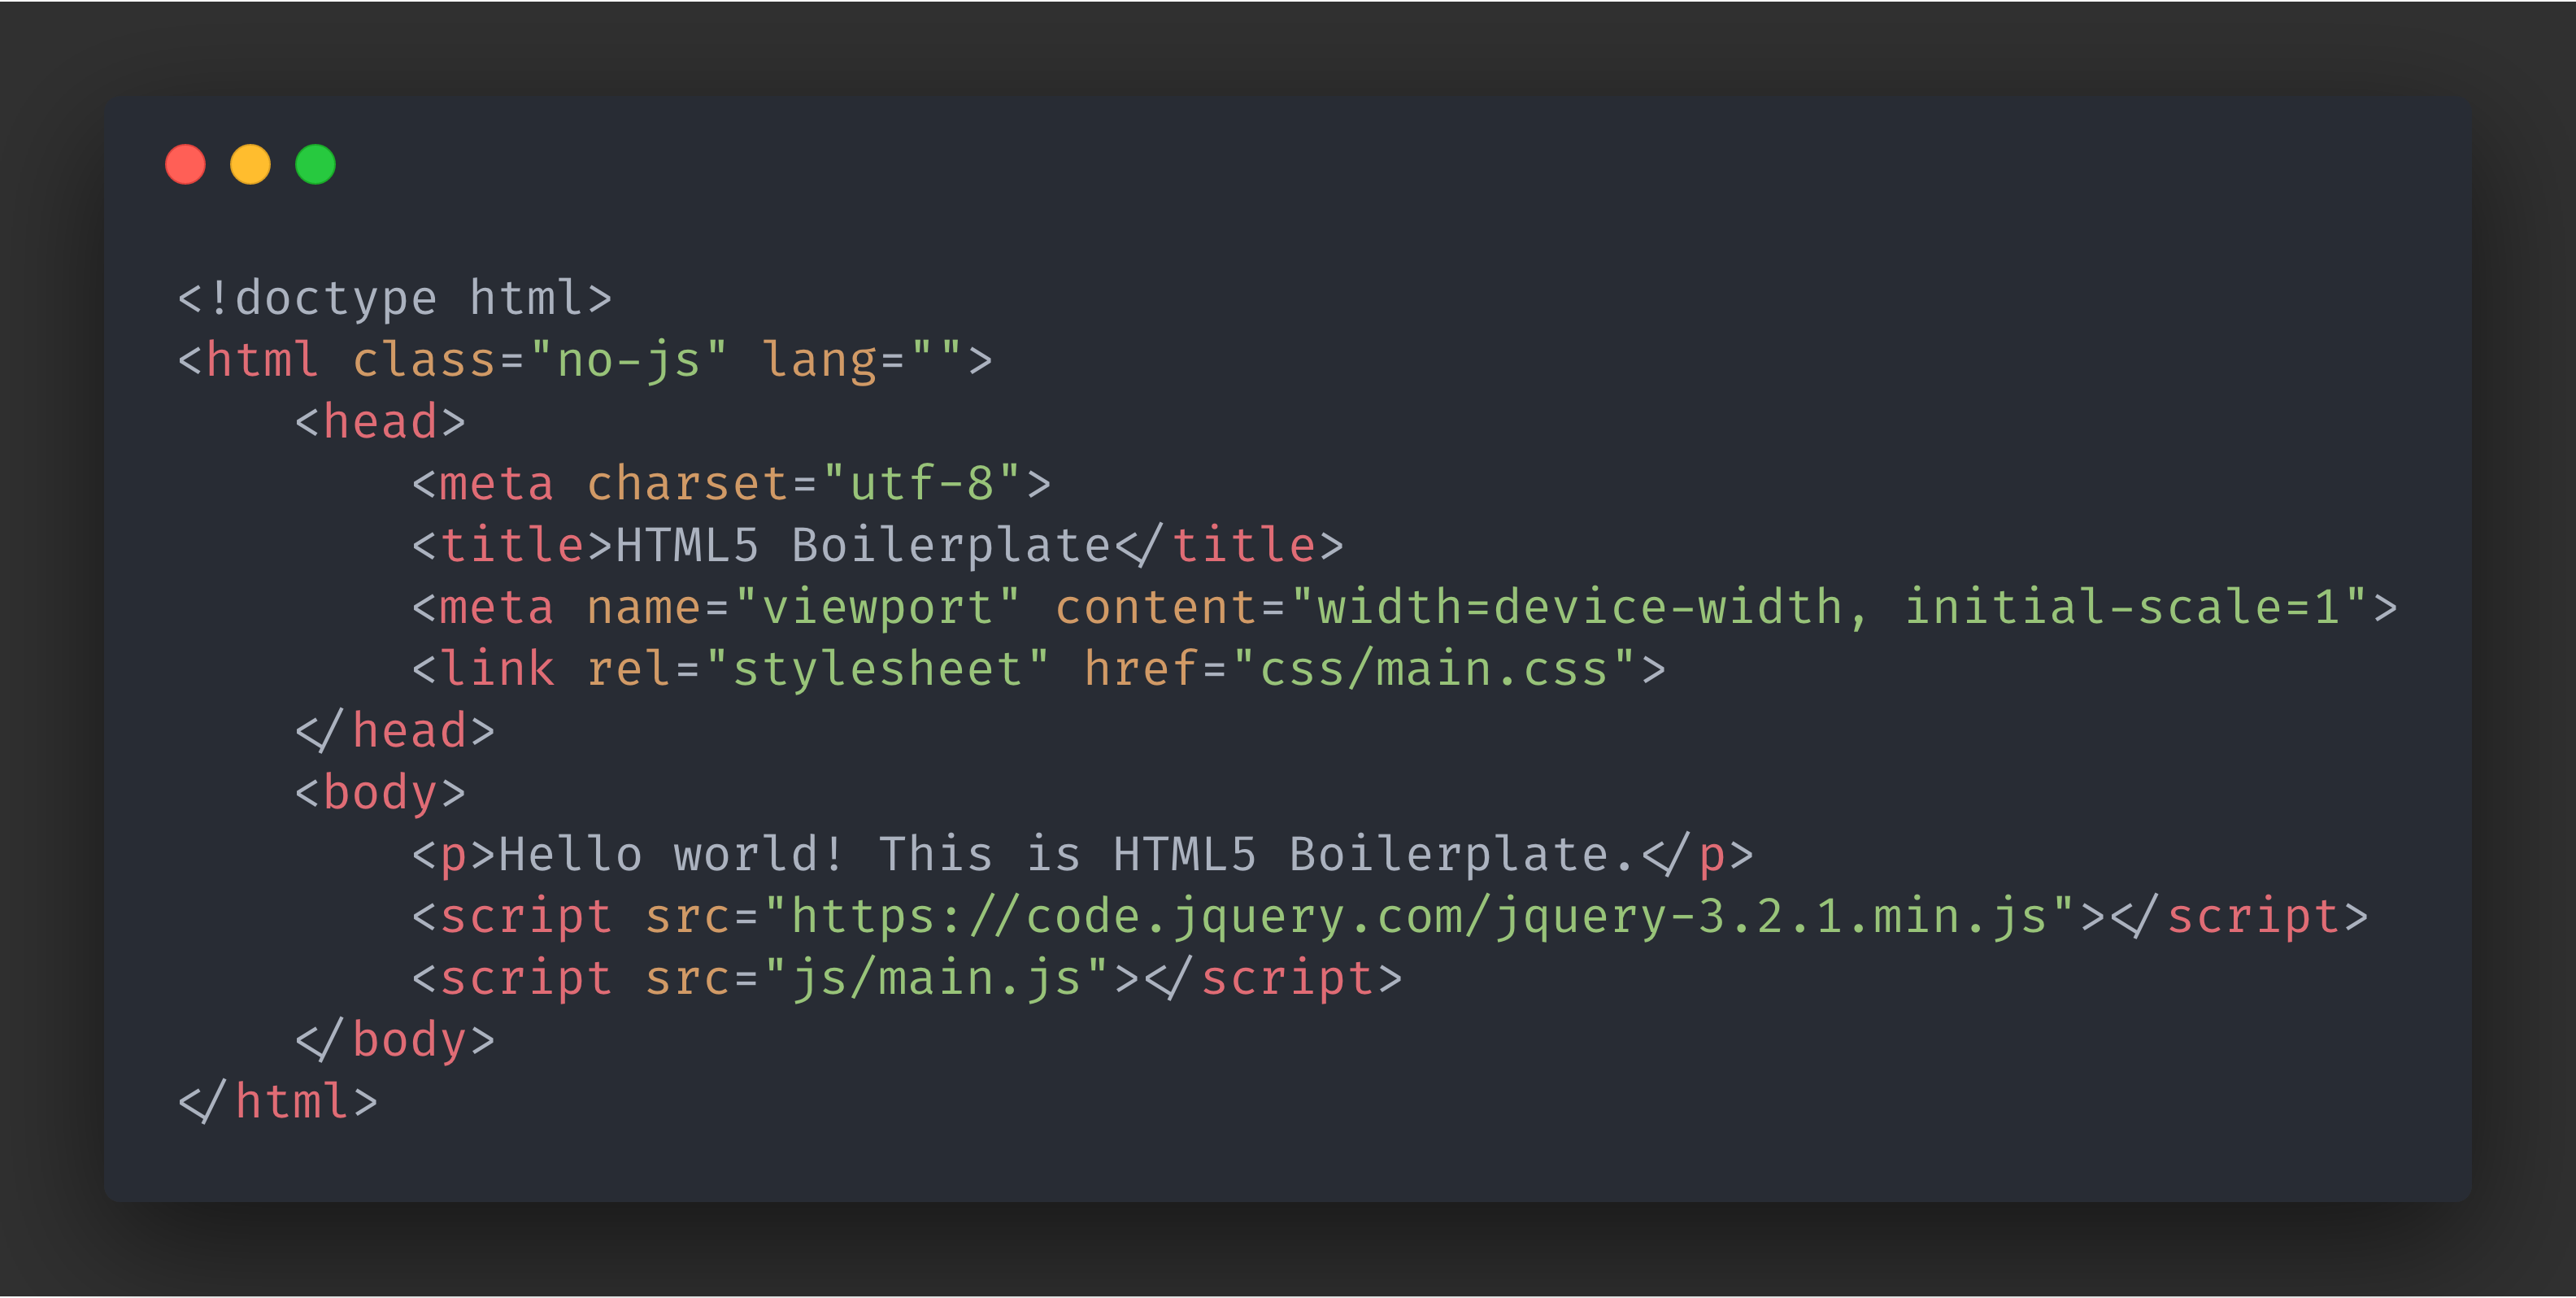 <!doctype html>
<html class="no-js" lang="">
    <head>
        <meta charset="utf-8">
        <title>HTML5 Boilerplate</title>
        <meta name="viewport" content="width=device-width, initial-scale=1">
        <link rel="stylesheet" href="css/main.css">
    </head>
    <body>
        <p>Hello world! This is HTML5 Boilerplate.</p>
        <script src="https://code.jquery.com/jquery-3.2.1.min.js"></script>
        <script src="js/main.js"></script>
    </body>
</html>